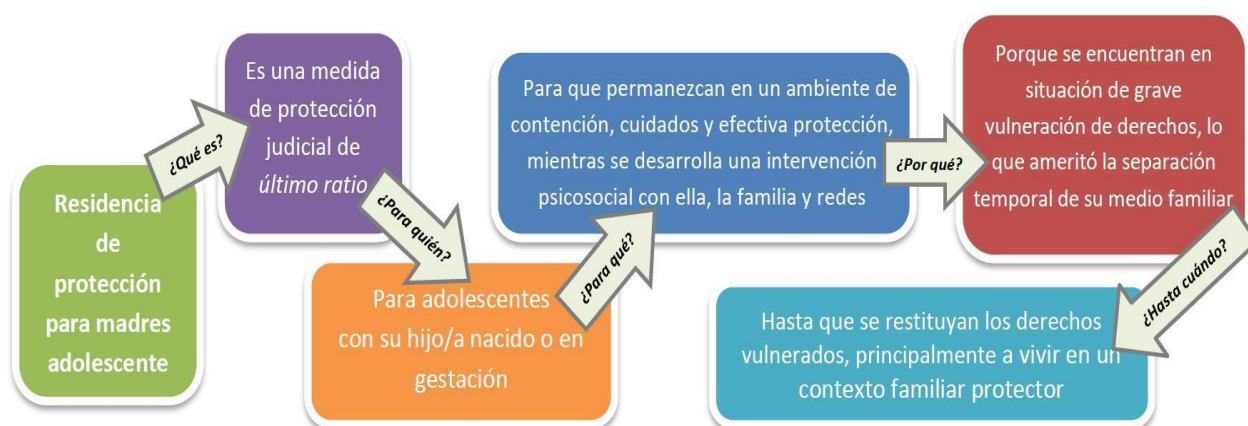 Residencia
de
protección
para madres
adolescente
¿Qué es?
Es una medida
de protección
judicial de
último ratio
¿Para quién?
Para adolescentes
con su hijo/a nacido o en
gestación
¿Para qué?
Para que permanezcan en un ambiente de
contención, cuidados y efectiva protección,
mientras se desarrolla una intervención
psicosocial con ella, la familia y redes
¿Por qué?
Porque se encuentran en
situación de grave
vulneración de derechos, lo
que ameritó la separación
temporal de su medio familiar
¿Hasta cuándo?
Hasta que se restituyan los derechos
vulnerados, principalmente a vivir en un
contexto familiar protector